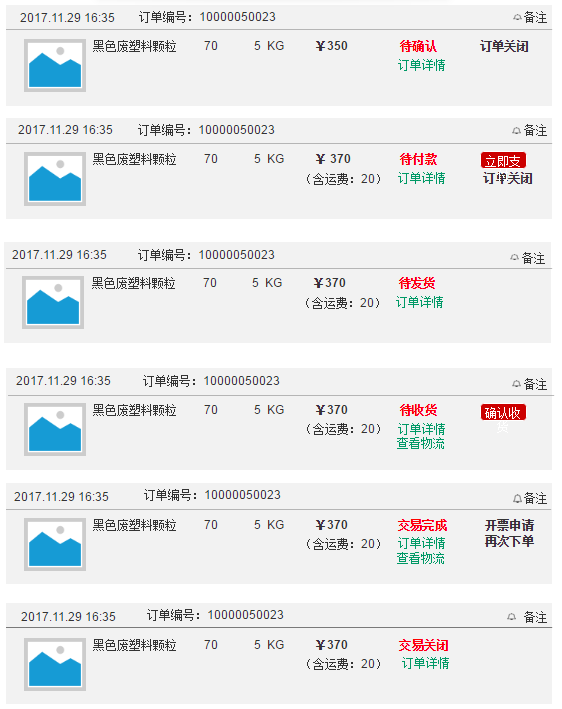 2017.11.29 16:35 订单编号：10000050023 备注
黑色废塑料颗粒 70 5 KG ￥350 待确认 订单关闭
订单详情
2017.11.29 16:35 订单编号：10000050023 备注
黑色废塑料颗粒 70 5 KG ￥ 370 待付款 立即支
（含运费：20） 订单详情 订单关闭
2017.11.29 16:35 订单编号：10000050023 备注
黑色废塑料颗粒 70 5 KG ￥370 待发货
（含运费：20） 订单详情
2017.11.29 16:35 订单编号：10000050023 备注
黑色废塑料颗粒 70 5 KG ￥370 待收货 确认收
（含运费：20） 订单详情
查看物流
2017.11.29 16:35 订单编号：10000050023 备注
黑色废塑料颗粒 70 5 KG ￥370 交易完成 开票申请
（含运费：20） 订单详情 再次下单
查看物流
2017.11.29 16:35 订单编号：10000050023 备注
黑色废塑料颗粒 70 5 KG ￥370 交易关闭
（含运费：20） 订单详情